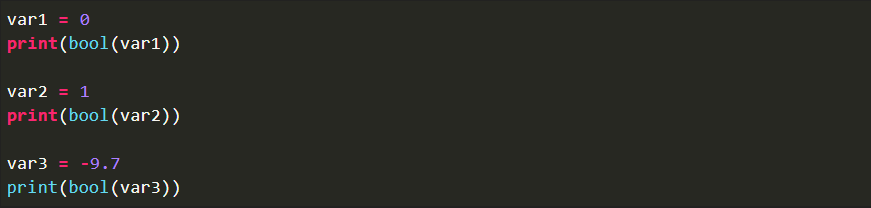 var1 = 0
print(bool(var1))
var2 = 1
print(bool(var2))
var3 = -9.7
print(bool(var3))